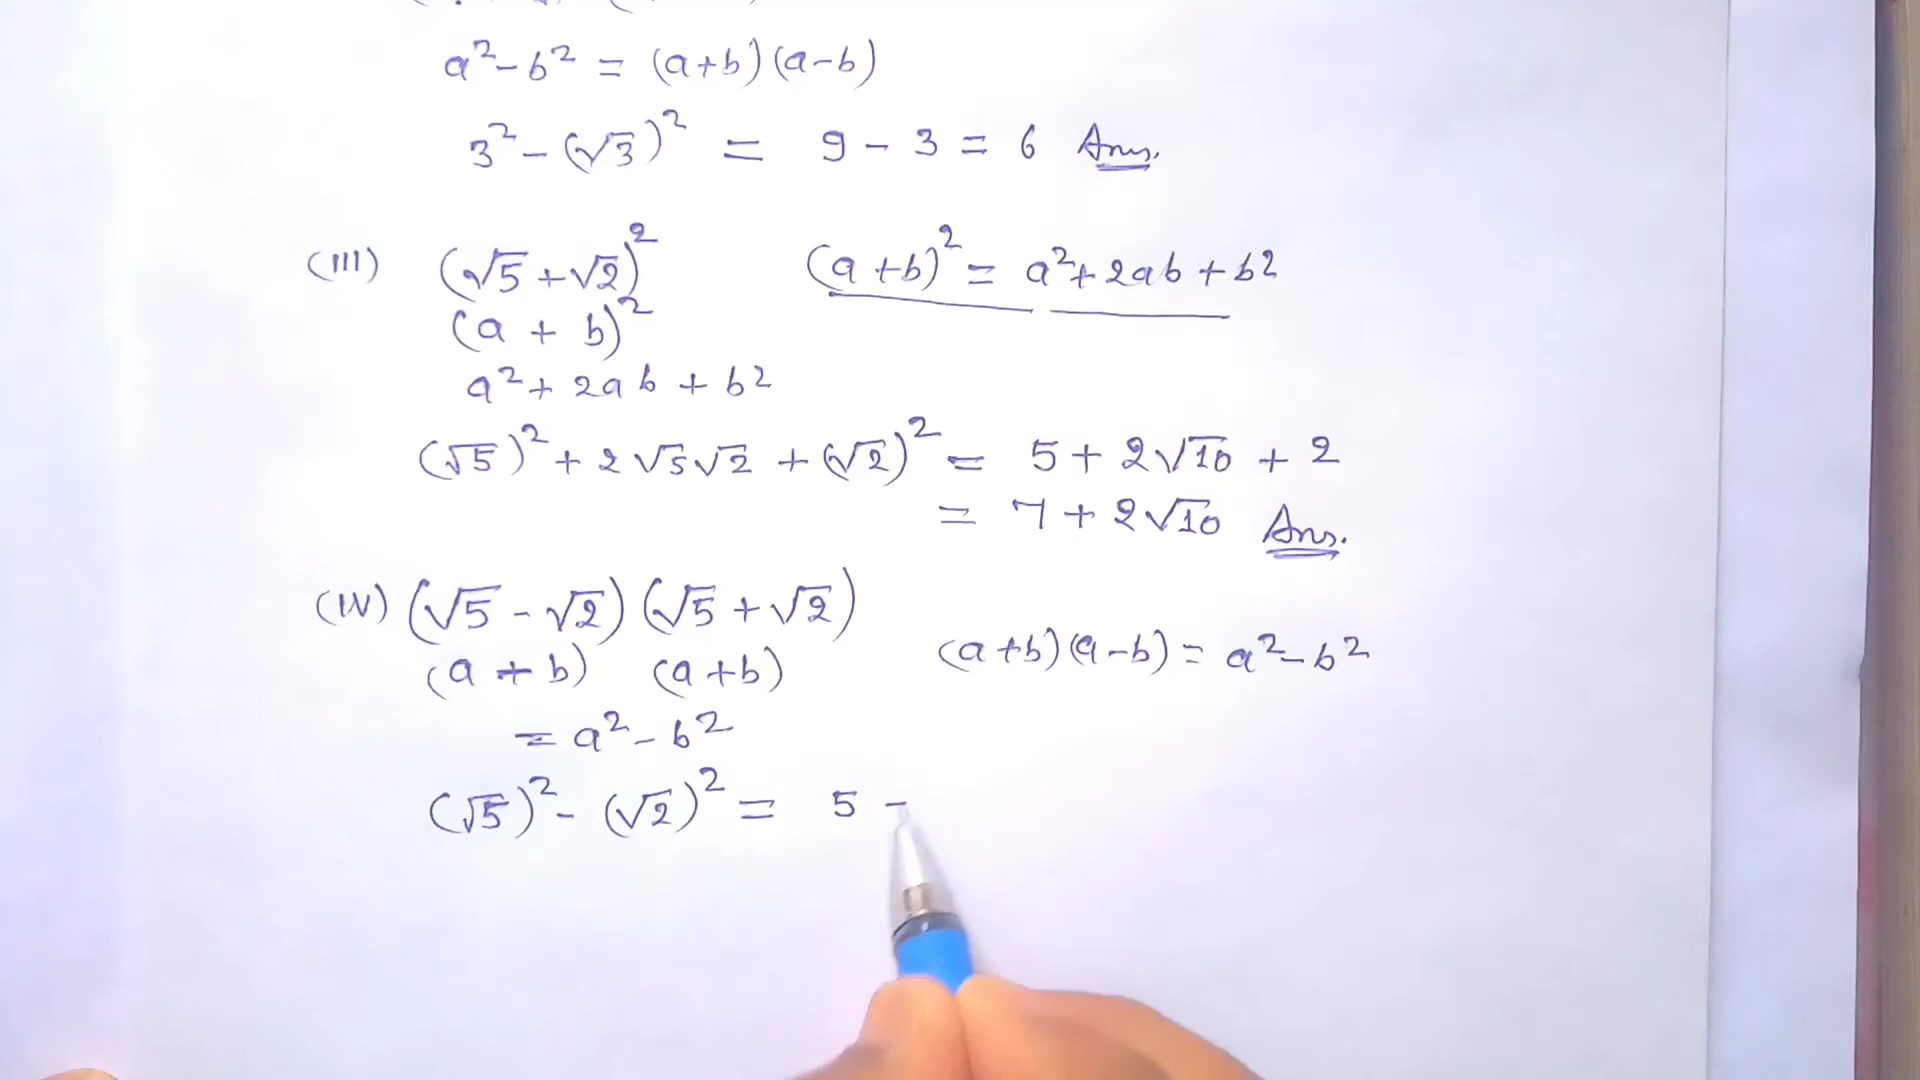 a²-b² = (a+b)(a-b)
3²-(√3)² = 9-3 = 6 Ans.
(III) (√5+√2)² (a+b)² = a²+2ab+b²
(a + b)²
a²+2ab+b²
(√5)²+2√5√2+(√2)² = 5+2√10+2
= 7+2√10 Ans.
(IV) (√5-√2)(√5+√2)
(a+b) (a+b) (a+b)(a-b) = a²-b²
= a²-b²
(√5)²-(√2)² = 5 -